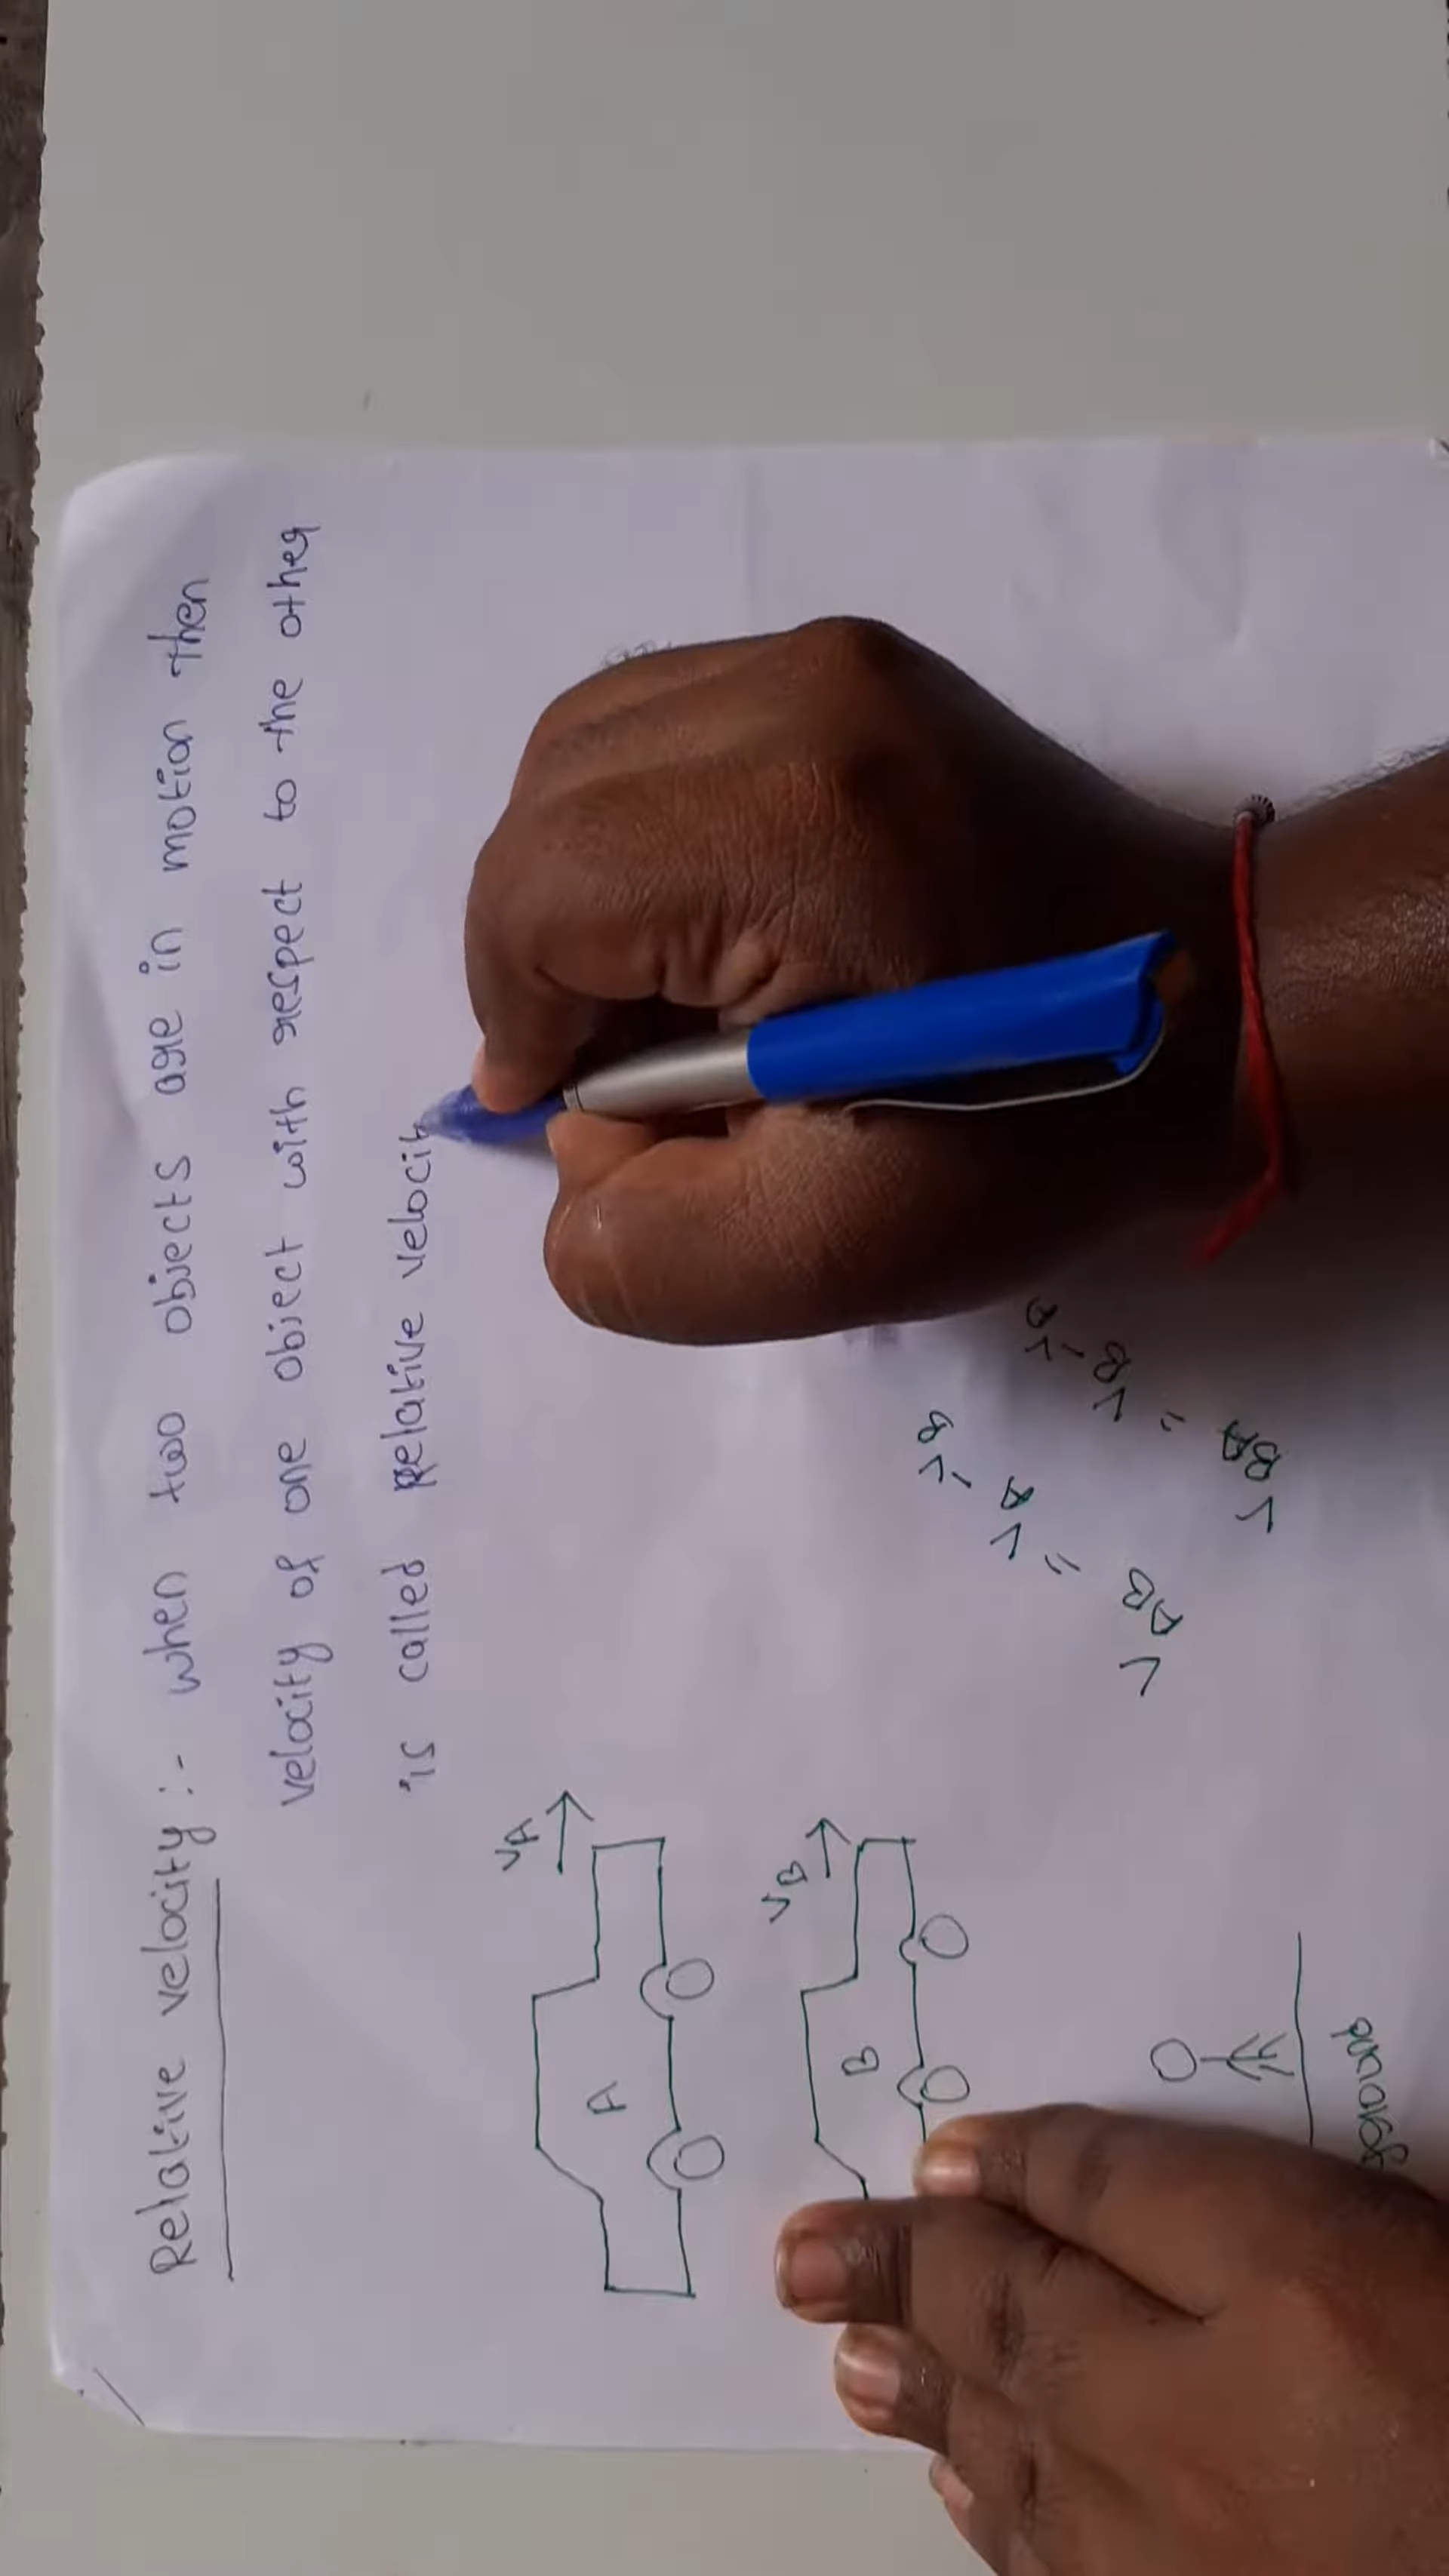 Relative velocity :- when two objects are in motion then
velocity of one object with respect to the other
is called relative velocit
VA
A
VB
B
VAB = VA - VB
VBA = VB - VA
ground